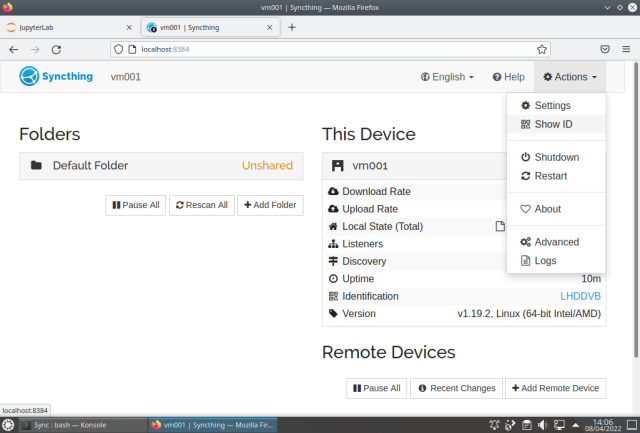 vm001 | Syncthing — Mozilla Firefox
JupyterLab
vm001 | Syncthing
localhost:8384
Syncthing
vm001
English
Help
Actions
Settings
Show ID
Shutdown
Restart
About
Advanced
Logs
Folders
Default Folder
Unshared
Pause All
Rescan All
Add Folder
This Device
vm001
Download Rate
Upload Rate
Local State (Total)
Listeners
Discovery
Uptime
10m
Identification
LHDDVB
Version
v1.19.2, Linux (64-bit Intel/AMD)
Remote Devices
Pause All
Recent Changes
Add Remote Device
localhost:8384
Sync : bash — Konsole
vm001 | Syncthing — Mozilla Fir...
14:06
08/04/2022